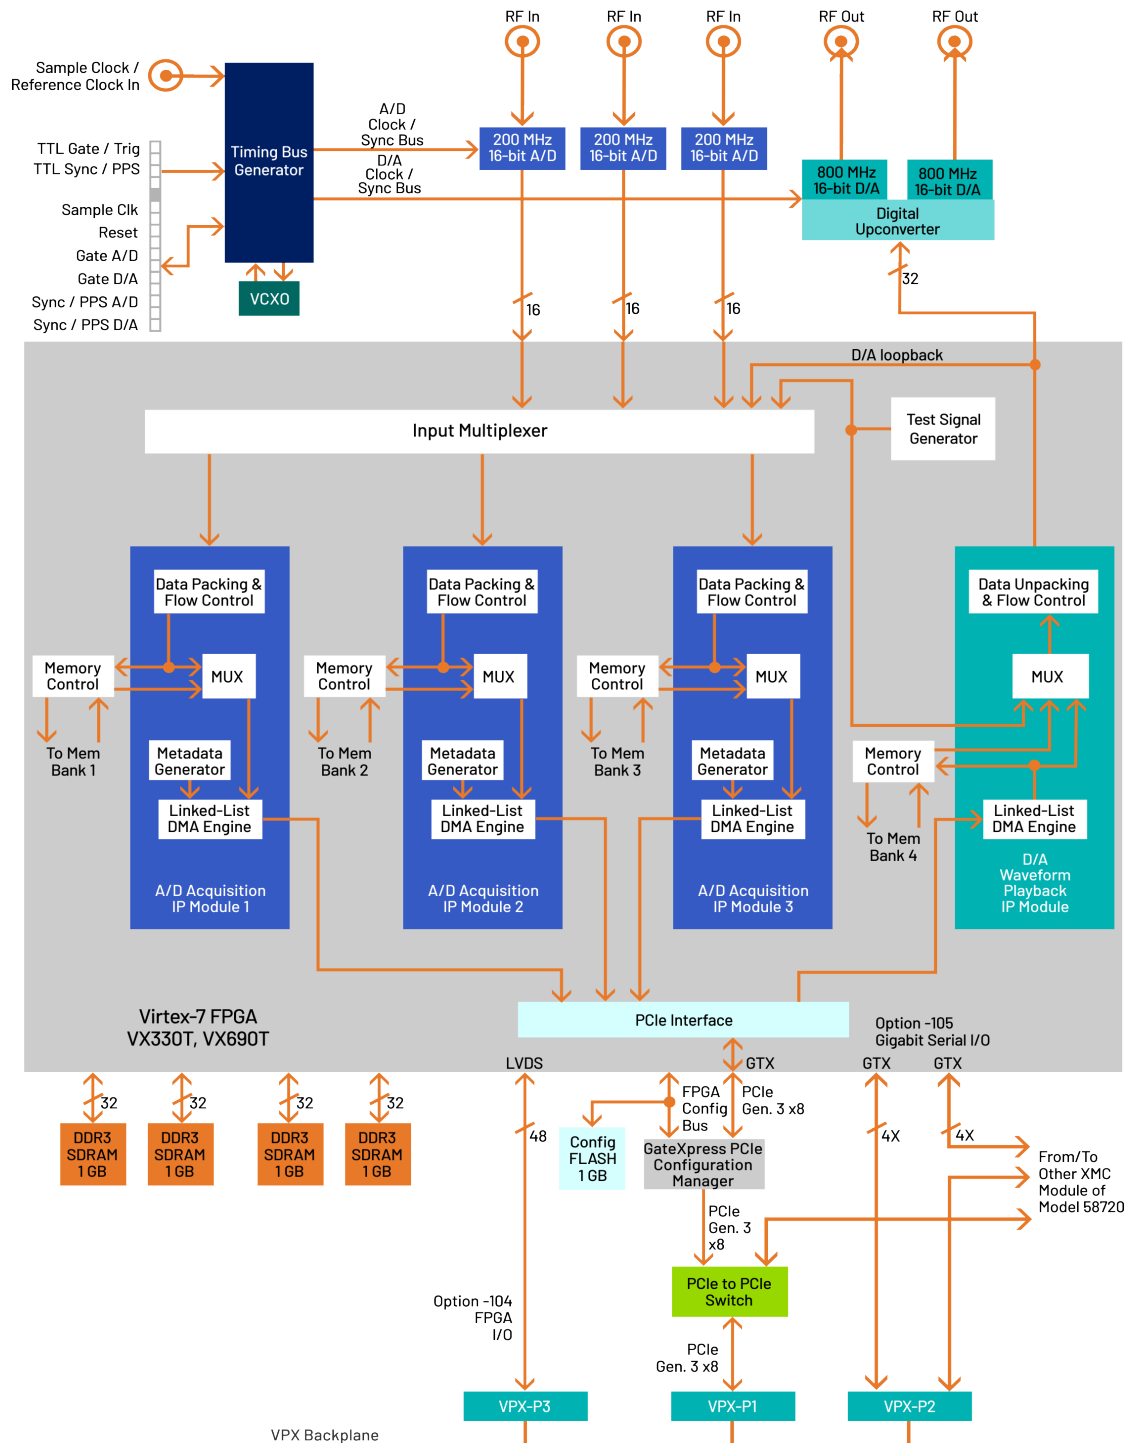 RF In
RF In
RF In
RF Out
RF Out
Sample Clock /
Reference Clock In
TTL Gate / Trig
TTL Sync / PPS
Sample Clk
Reset
Gate A/D
Gate D/A
Sync / PPS A/D
Sync / PPS D/A
Timing Bus
Generator
VCXO
A/D
Clock /
Sync Bus
D/A
Clock /
Sync Bus
200 MHz
16-bit A/D
200 MHz
16-bit A/D
200 MHz
16-bit A/D
800 MHz
16-bit D/A
800 MHz
16-bit D/A
Digital
Upconverter
32
16
16
16
D/A loopback
Input Multiplexer
Test Signal
Generator
Data Packing &
Flow Control
Memory
Control
MUX
To Mem
Bank 1
Metadata
Generator
Linked-List
DMA Engine
A/D Acquisition
IP Module 1
Data Packing &
Flow Control
Memory
Control
MUX
To Mem
Bank 2
Metadata
Generator
Linked-List
DMA Engine
A/D Acquisition
IP Module 2
Data Packing &
Flow Control
Memory
Control
MUX
To Mem
Bank 3
Metadata
Generator
Linked-List
DMA Engine
A/D Acquisition
IP Module 3
Data Unpacking
& Flow Control
MUX
Memory
Control
To Mem
Bank 4
Linked-List
DMA Engine
D/A
Waveform
Playback
IP Module
Virtex-7 FPGA
VX330T, VX690T
PCIe Interface
Option -105
Gigabit Serial I/O
LVDS
GTX
GTX
GTX
32
32
32
32
DDR3
SDRAM
1 GB
DDR3
SDRAM
1 GB
DDR3
SDRAM
1 GB
DDR3
SDRAM
1 GB
48
FPGA
Config
Bus
PCIe
Gen. 3 x8
Config
FLASH
1 GB
GateXpress PCIe
Configuration
Manager
4X
4X
From/To
Other XMC
Module of
Model 58720
PCIe
Gen. 3
x8
PCIe to PCIe
Switch
Option -104
FPGA
I/O
PCIe
Gen. 3 x8
VPX-P3
VPX-P1
VPX-P2
VPX Backplane